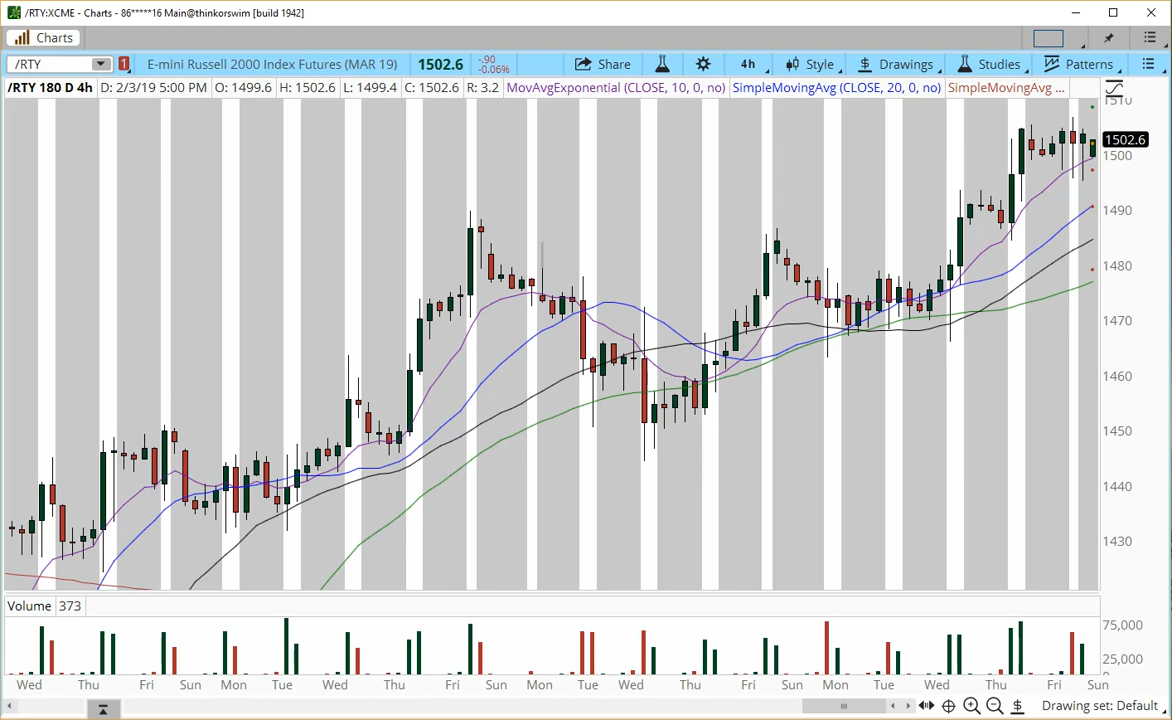 /RTY:XCME - Charts - 86*****16 Main@thinkorswim [build 1942]
Charts
/RTY 1 E-mini Russell 2000 Index Futures (MAR 19) 1502.6 -.90 -0.06% Share 4h Style $ Drawings Studies Patterns
/RTY 180 D 4h D: 2/3/19 5:00 PM O: 1499.6 H: 1502.6 L: 1499.4 C: 1502.6 R: 3.2 MovAvgExponential (CLOSE, 10, 0, no) SimpleMovingAvg (CLOSE, 20, 0, no) SimpleMovingAvg ...
1510
1502.6
1500
1490
1480
1470
1460
1450
1440
1430
Volume 373
75,000
25,000
Wed Thu Fri Sun Mon Tue Wed Thu Fri Sun Mon Tue Wed Thu Fri Sun Mon Tue Wed Thu Fri Sun
$ Drawing set: Default